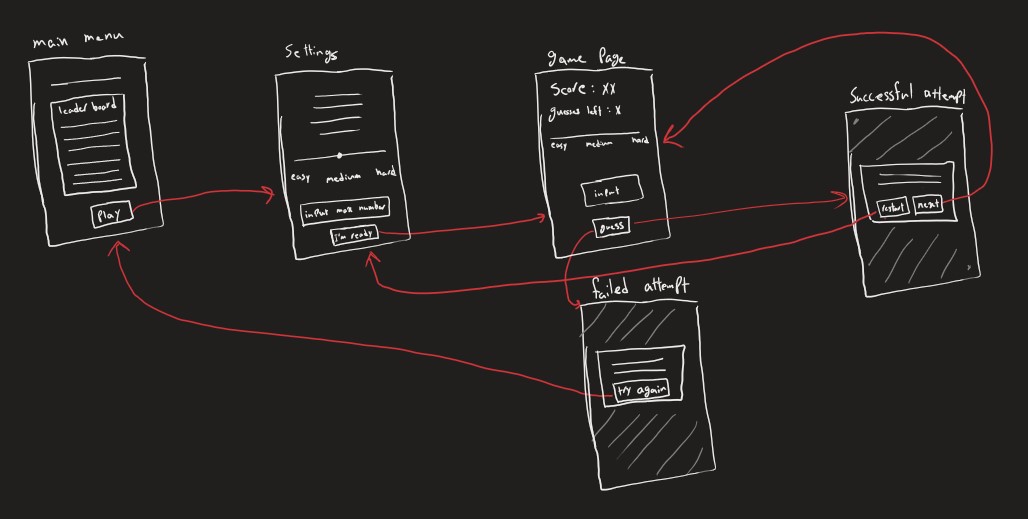 main menu
leader board
play
Settings
easy medium hard
input max number
I'm ready
game Page
Score : XX
guesses left : X
easy medium hard
input
guess
Successful attempt
restart next
failed attempt
try again